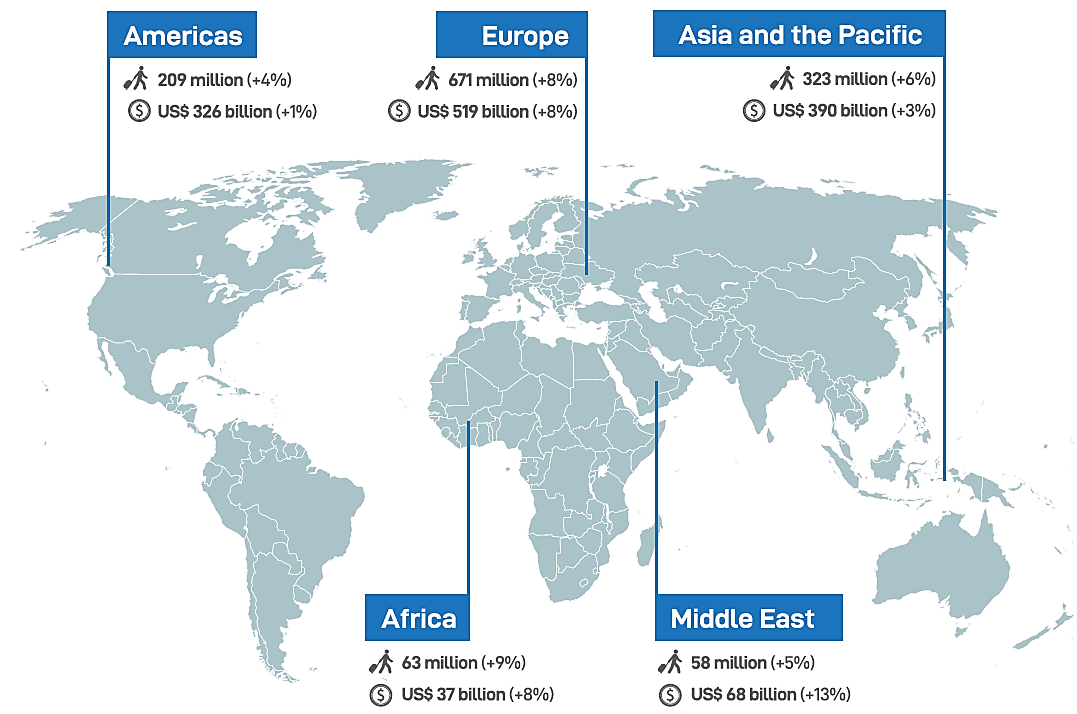 Americas
209 million (+4%)
$ US$ 326 billion (+1%)
Europe
671 million (+8%)
$ US$ 519 billion (+8%)
Asia and the Pacific
323 million (+6%)
$ US$ 390 billion (+3%)
Africa
63 million (+9%)
$ US$ 37 billion (+8%)
Middle East
58 million (+5%)
$ US$ 68 billion (+13%)